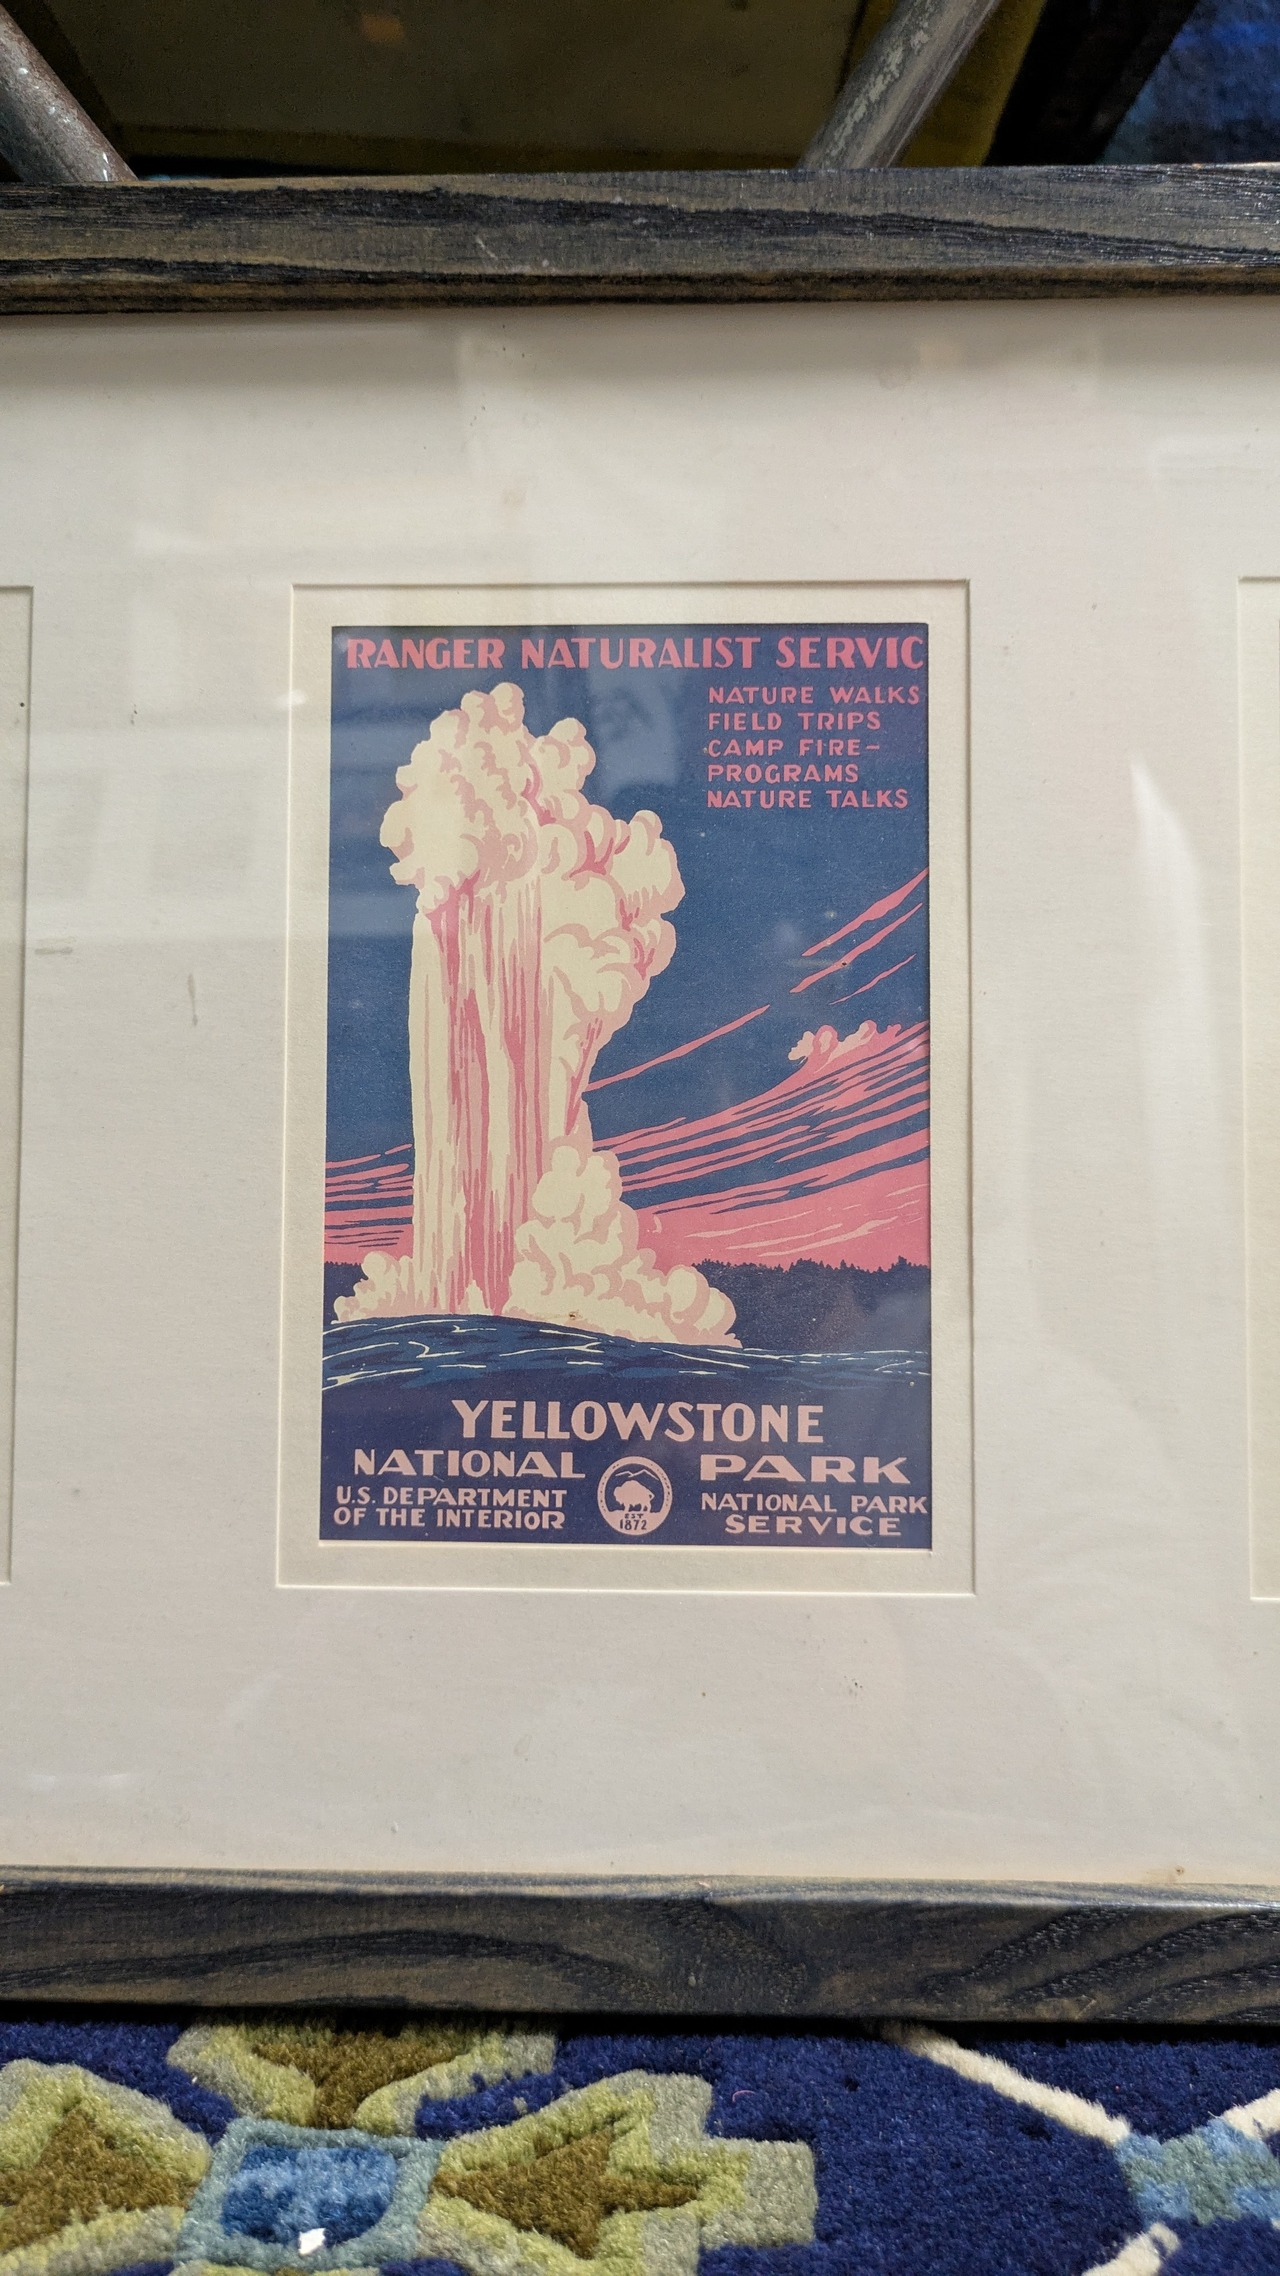 RANGER NATURALIST SERVIC
NATURE WALKS
FIELD TRIPS
CAMP FIRE-
PROGRAMS
NATURE TALKS
YELLOWSTONE
NATIONAL PARK
U.S. DEPARTMENT
OF THE INTERIOR
EST.
1872
NATIONAL PARK
SERVICE